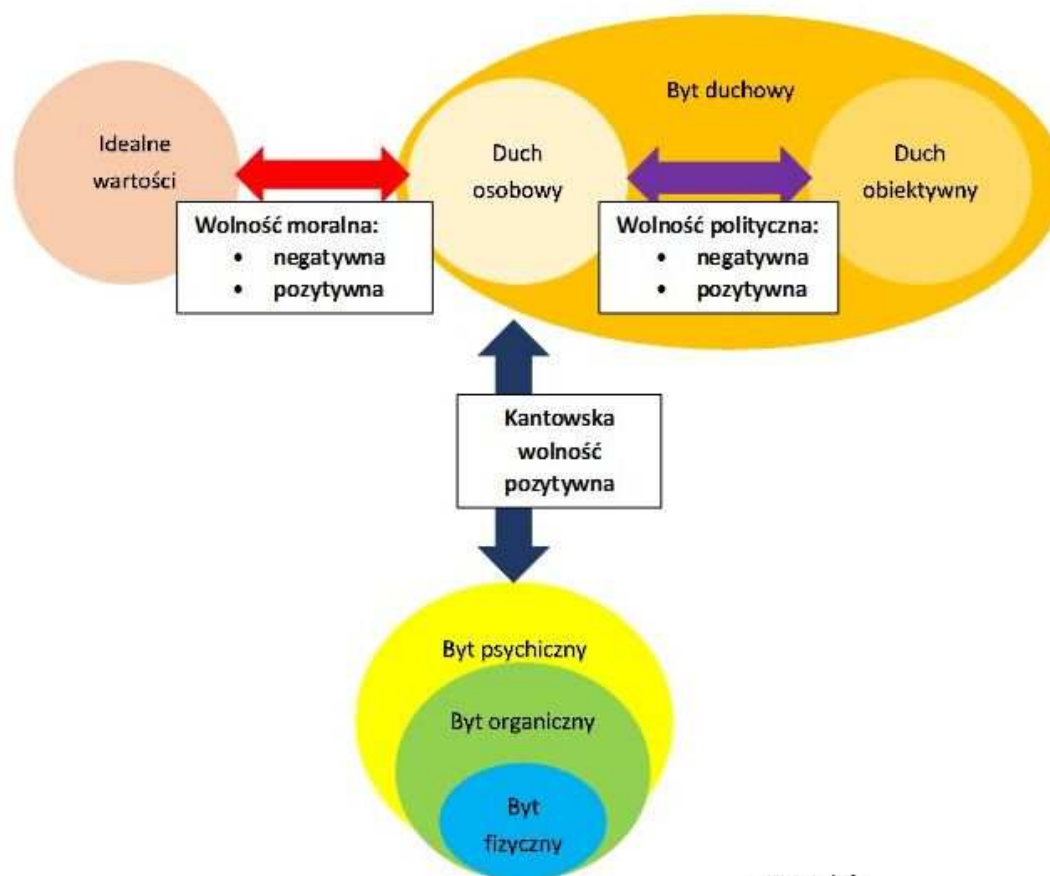 Byt duchowy
Idealne
wartości
Duch
osobowy
Duch
obiektywny
Wolność moralna:
• negatywna
• pozytywna
Wolność polityczna:
• negatywna
• pozytywna
Kantowska
wolność
pozytywna
Byt psychiczny
Byt organiczny
Byt
fizyczny